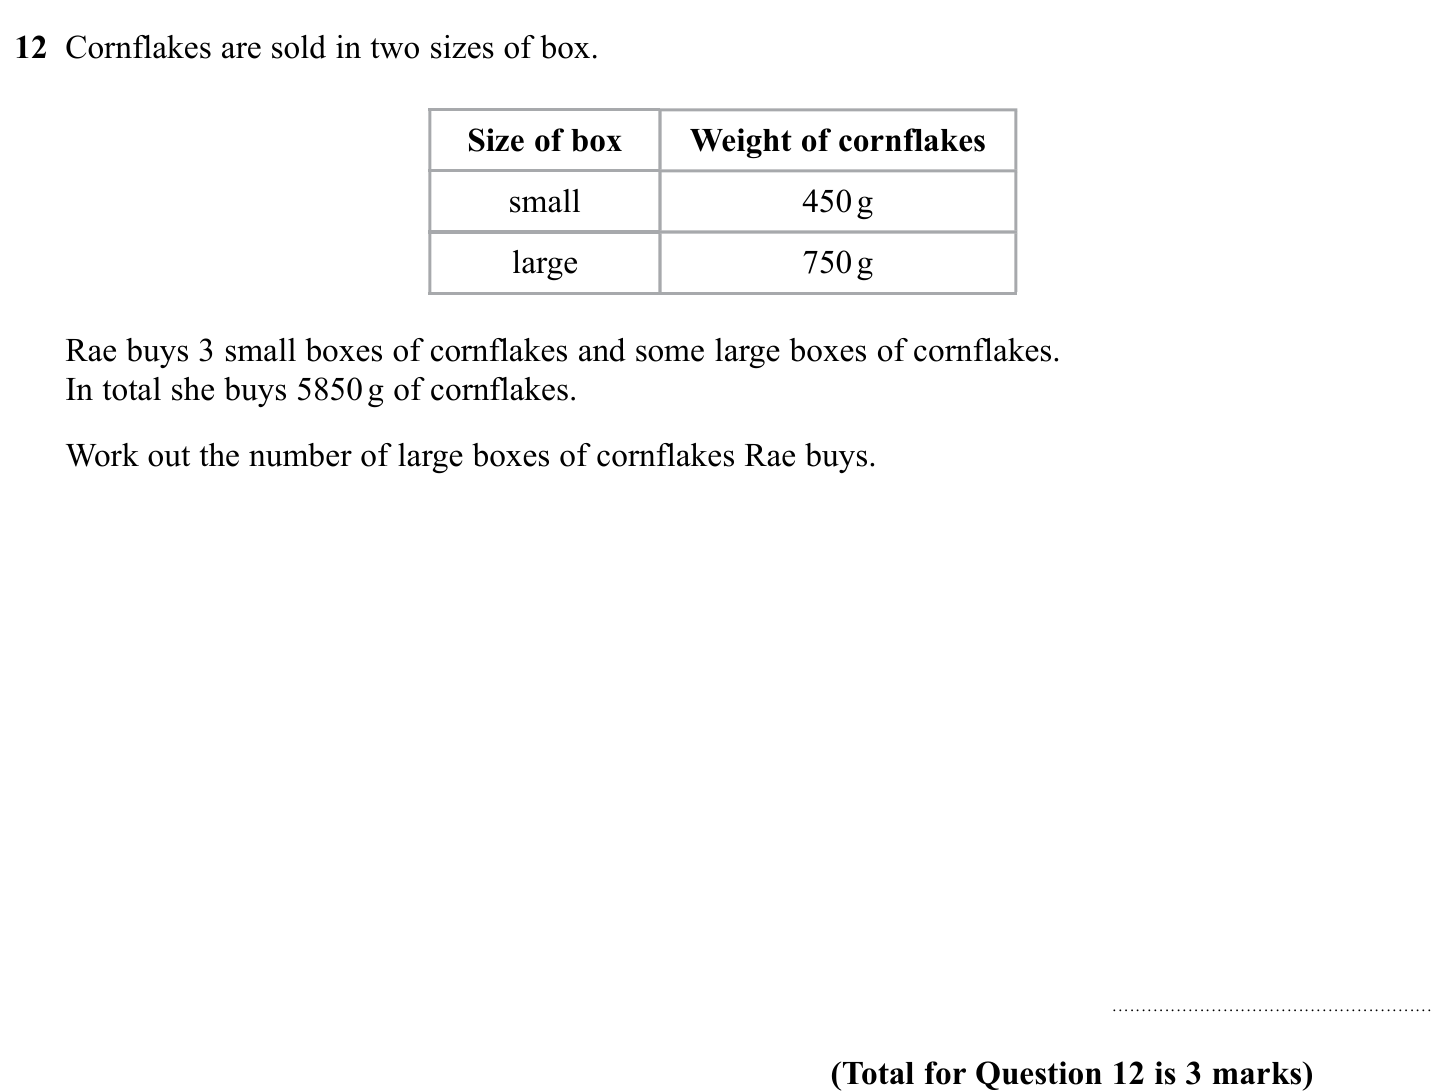 12 Cornflakes are sold in two sizes of box.
Size of box Weight of cornflakes
small 450 g
large 750 g
Rae buys 3 small boxes of cornflakes and some large boxes of cornflakes.
In total she buys 5850 g of cornflakes.
Work out the number of large boxes of cornflakes Rae buys.
(Total for Question 12 is 3 marks)